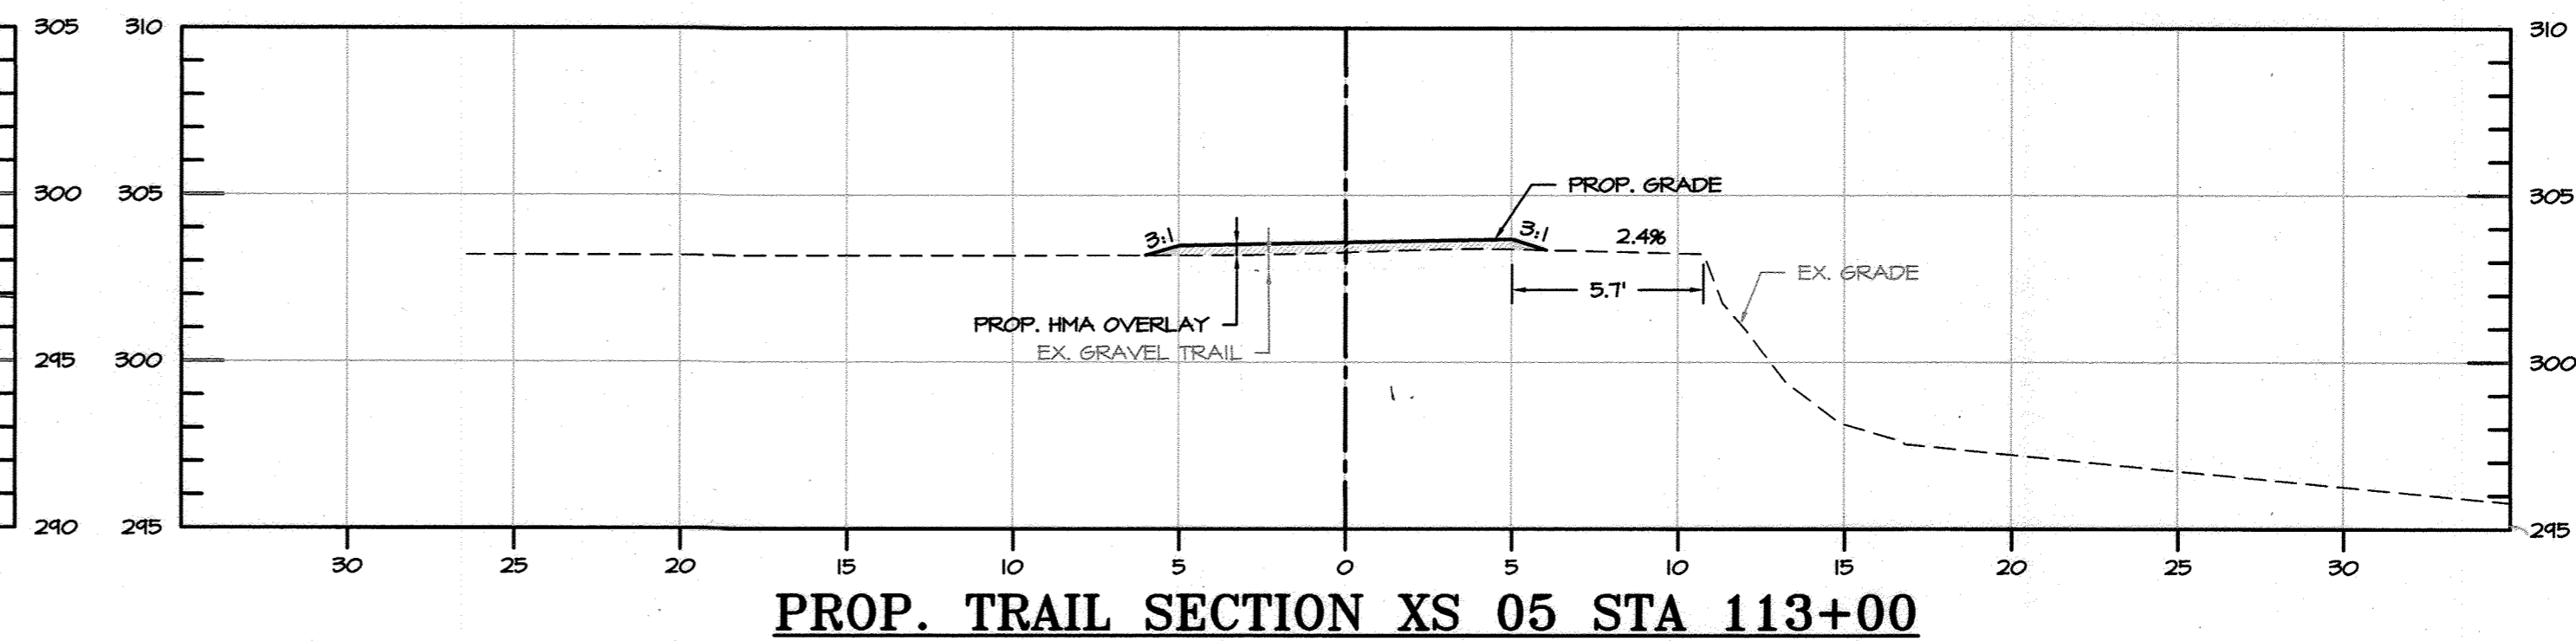 305
310
310
300
305
305
PROP. GRADE
3:1
3:1
2.4%
EX. GRADE
5.7'
PROP. HMA OVERLAY
EX. GRAVEL TRAIL
295
300
300
290
295
295
30 25 20 15 10 5 0 5 10 15 20 25 30
PROP. TRAIL SECTION XS 05 STA 113+00